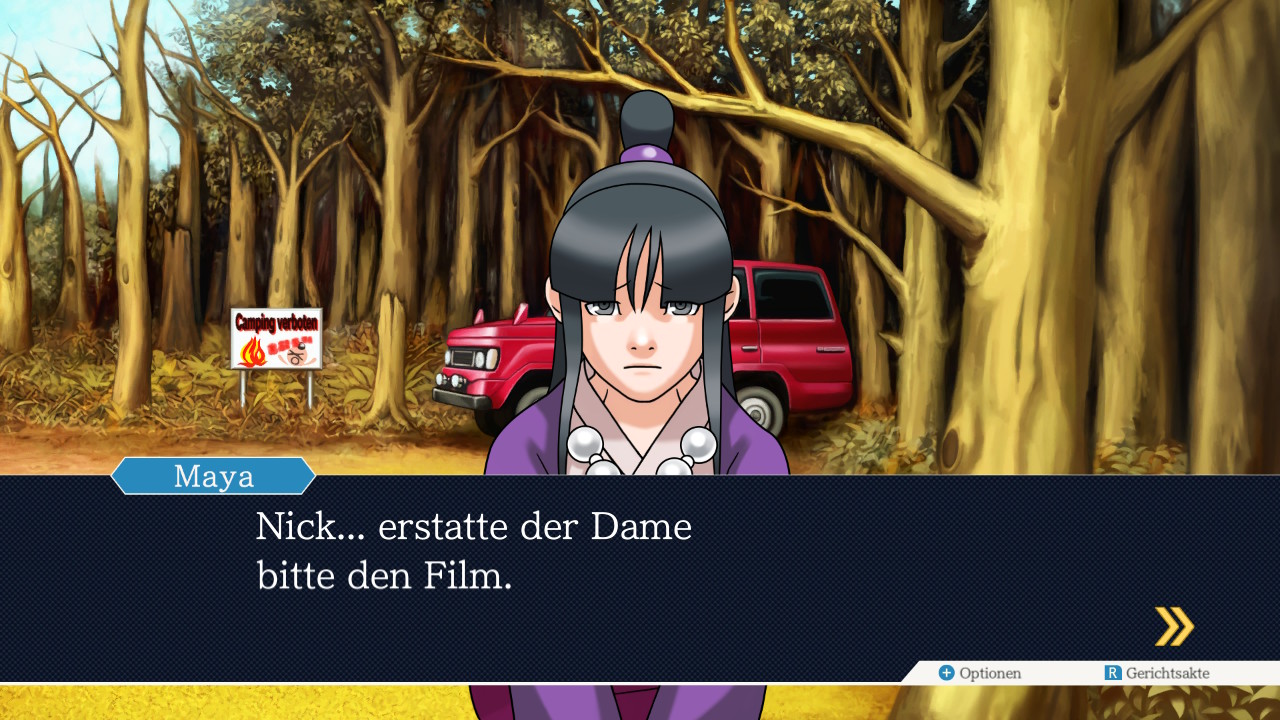 Camping verboten
Maya
Nick... erstatte der Dame
bitte den Film.
+ Optionen
R Gerichtsakte